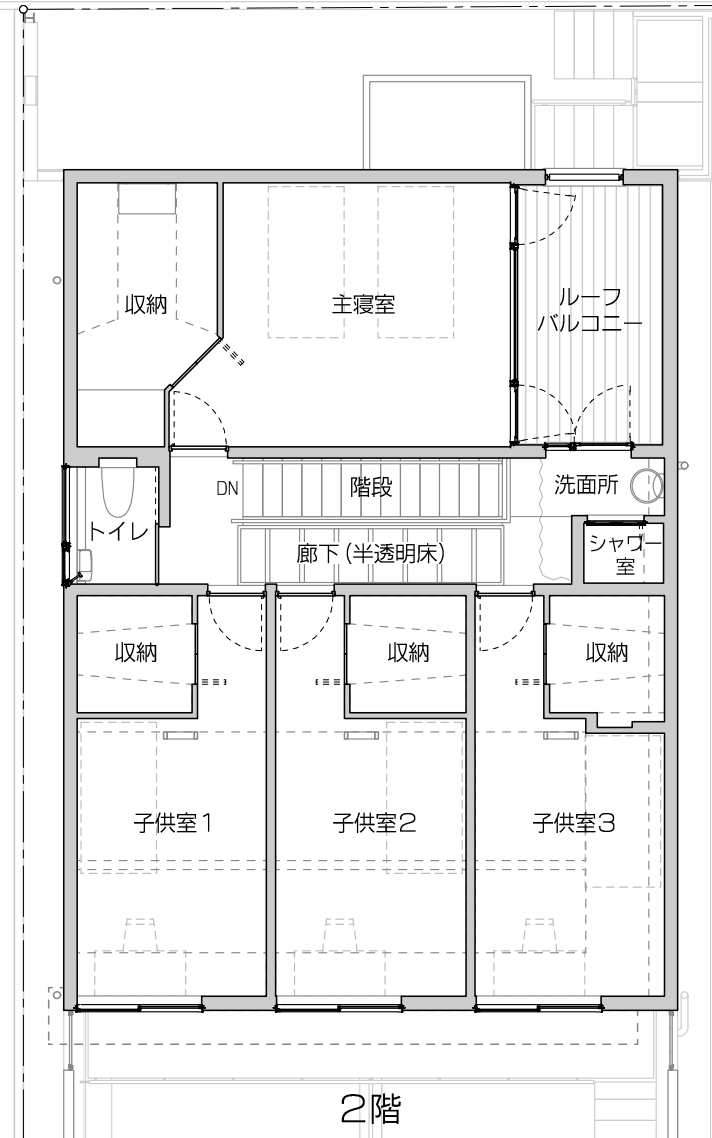 収納
主寝室
ルーフ
バルコニー
DN
階段
洗面所
トイレ
廊下(半透明床)
シャワー
室
収納
収納
収納
子供室1
子供室2
子供室3
2階